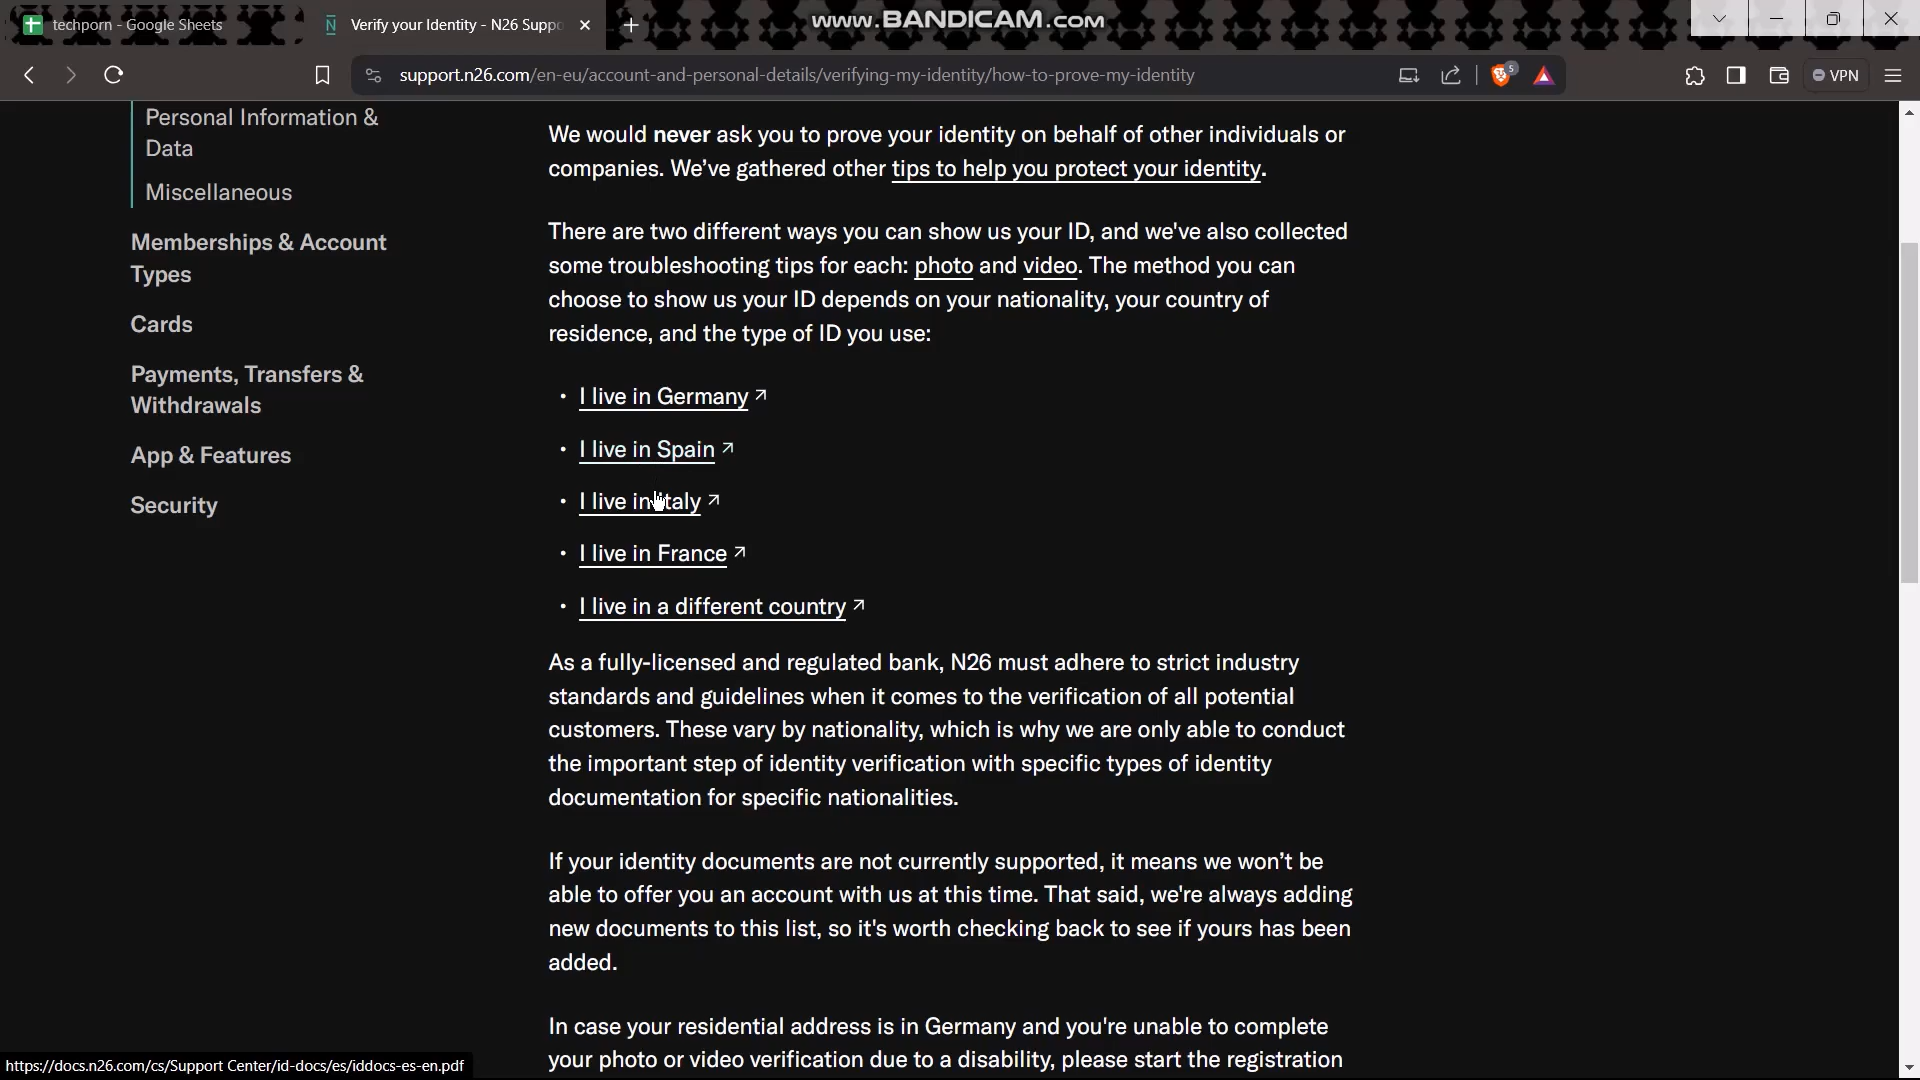 techporn - Google Sheets
Verify your Identity - N26 Suppo
www.BANDICAM.com
support.n26.com/en-eu/account-and-personal-details/verifying-my-identity/how-to-prove-my-identity
5
VPN
Personal Information &
Data
Miscellaneous
Memberships & Account
Types
Cards
Payments, Transfers &
Withdrawals
App & Features
Security
We would never ask you to prove your identity on behalf of other individuals or
companies. We’ve gathered other tips to help you protect your identity.
There are two different ways you can show us your ID, and we've also collected
some troubleshooting tips for each: photo and video. The method you can
choose to show us your ID depends on your nationality, your country of
residence, and the type of ID you use:
• I live in Germany ↗
• I live in Spain ↗
• I live in Italy ↗
• I live in France ↗
• I live in a different country ↗
As a fully-licensed and regulated bank, N26 must adhere to strict industry
standards and guidelines when it comes to the verification of all potential
customers. These vary by nationality, which is why we are only able to conduct
the important step of identity verification with specific types of identity
documentation for specific nationalities.
If your identity documents are not currently supported, it means we won’t be
able to offer you an account with us at this time. That said, we're always adding
new documents to this list, so it's worth checking back to see if yours has been
added.
In case your residential address is in Germany and you're unable to complete
your photo or video verification due to a disability, please start the registration
https://docs.n26.com/cs/Support Center/id-docs/es/iddocs-es-en.pdf